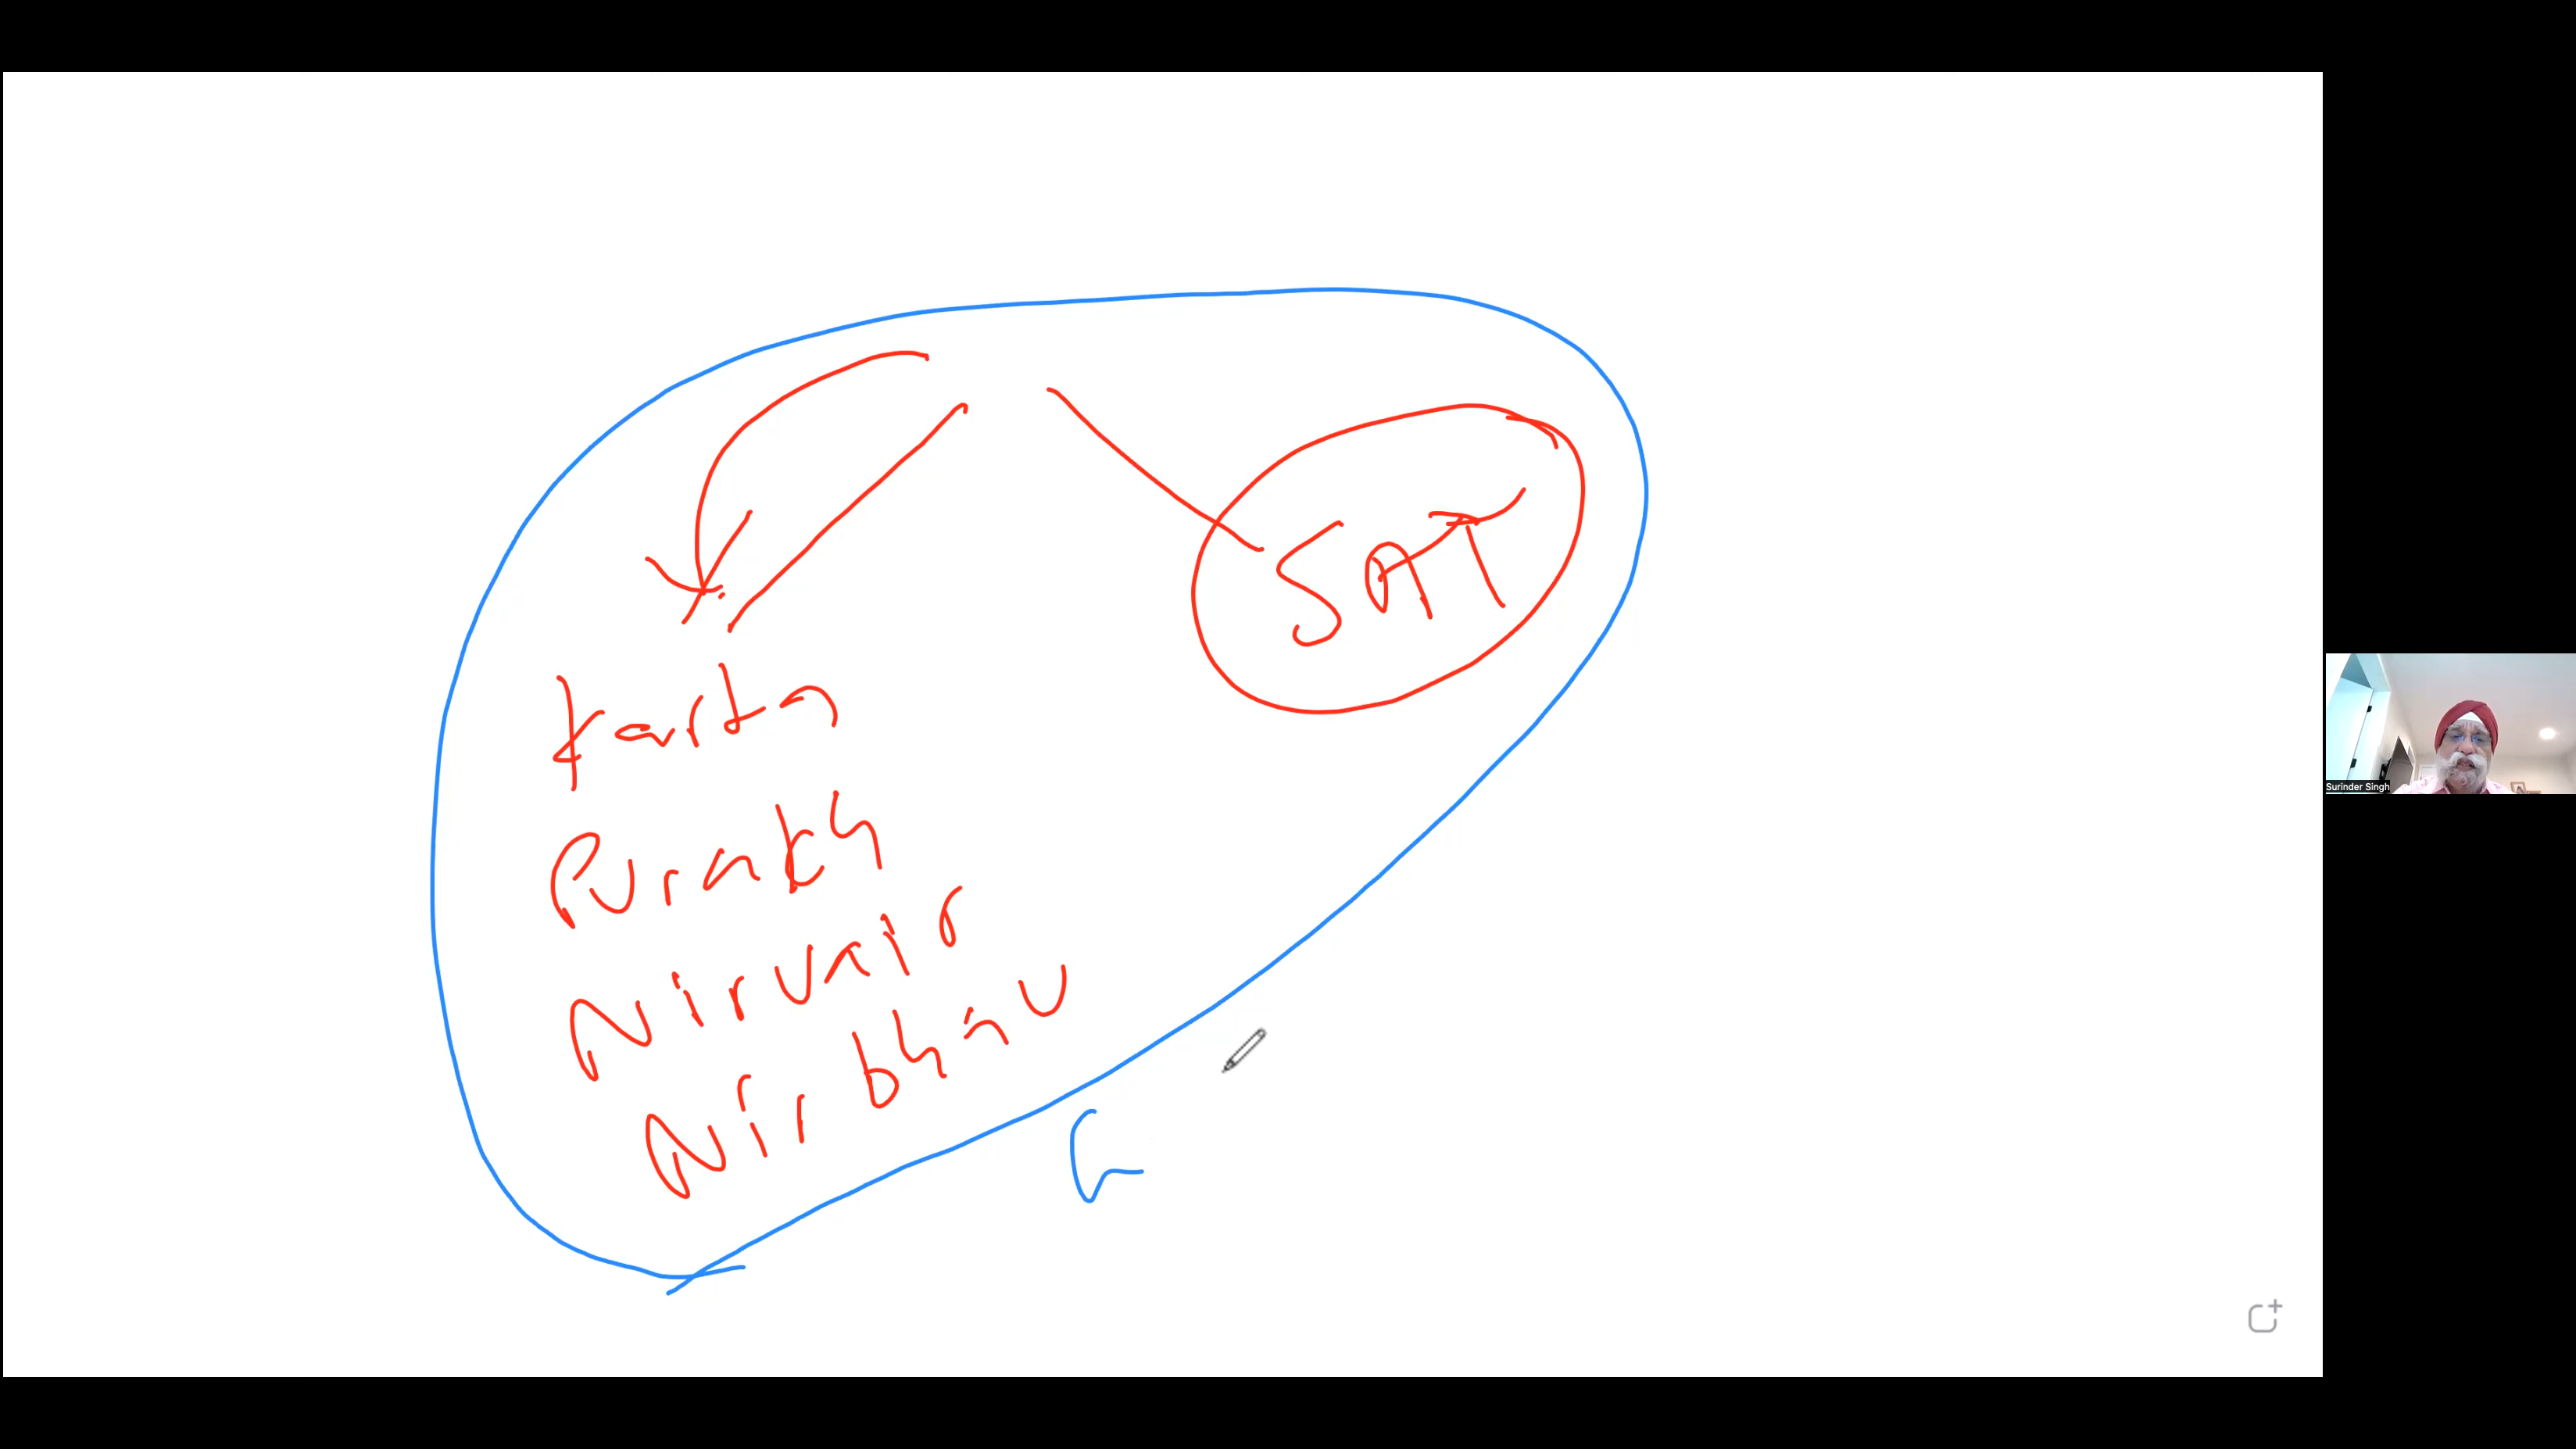 SAT
Karta
Purakh
Nirvair
Nirbhau
Surinder Singh